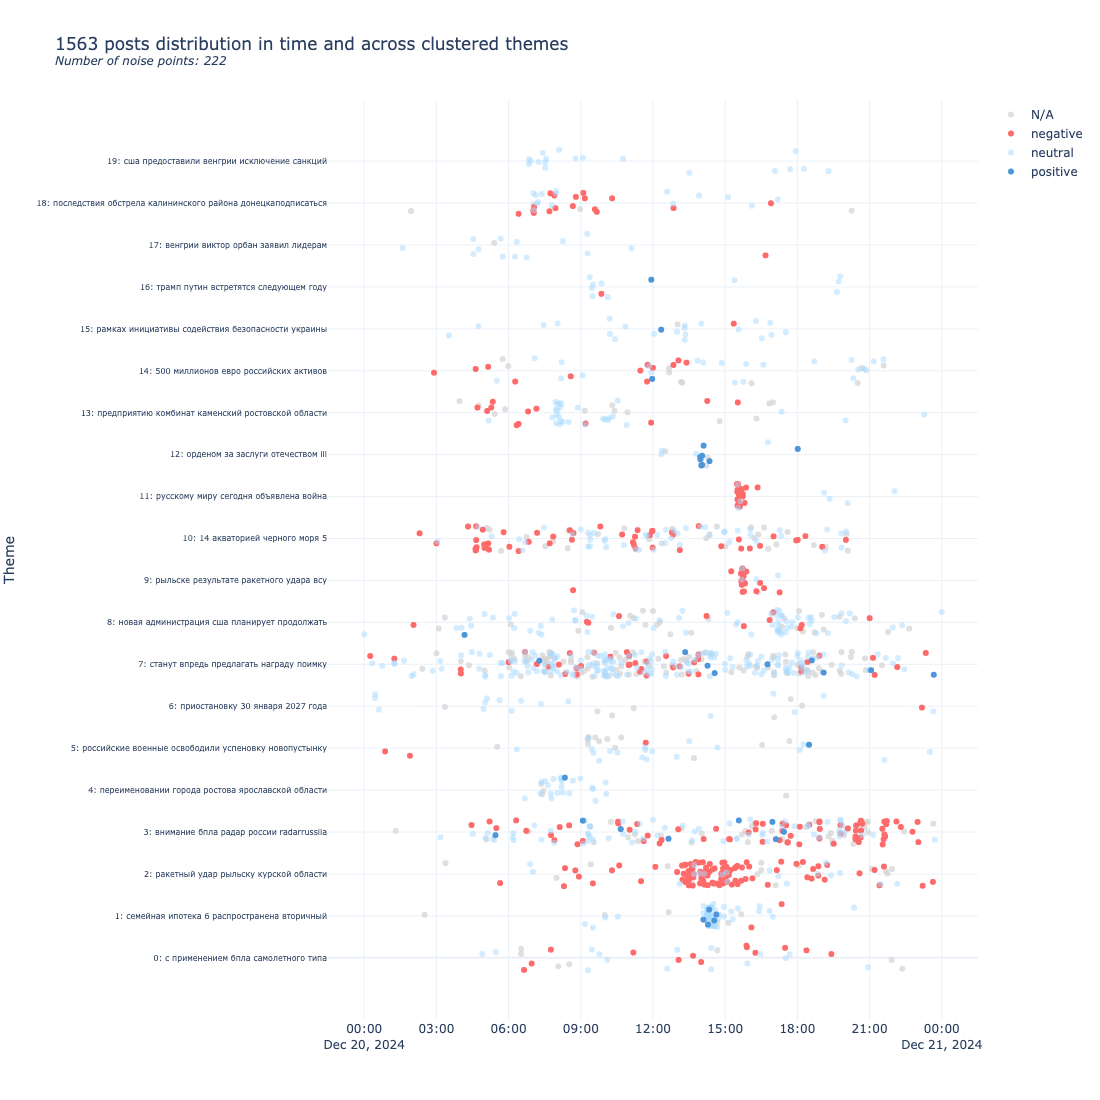 1563 posts distribution in time and across clustered themes
Number of noise points: 222
N/A
negative
neutral
positive
Theme
19: сша предоставили венгрии исключение санкций
18: последствия обстрела калининского района донецкаподписаться
17: венгрии виктор орбан заявил лидерам
16: трамп путин встретятся следующем году
15: рамках инициативы содействия безопасности украины
14: 500 миллионов евро российских активов
13: предприятию комбинат каменский ростовской области
12: орденом за заслуги отечеством iii
11: русскому миру сегодня объявлена война
10: 14 акваторией черного моря 5
9: рыльске результате ракетного удара всу
8: новая администрация сша планирует продолжать
7: станут впредь предлагать награду поимку
6: приостановку 30 января 2027 года
5: российские военные освободили успеновку новопустынку
4: переименовании города ростова ярославской области
3: внимание бпла радар россии radarrussiia
2: ракетный удар рыльску курской области
1: семейная ипотека 6 распространена вторичный
0: с применением бпла самолетного типа
00:00 03:00 06:00 09:00 12:00 15:00 18:00 21:00 00:00
Dec 20, 2024 Dec 21, 2024